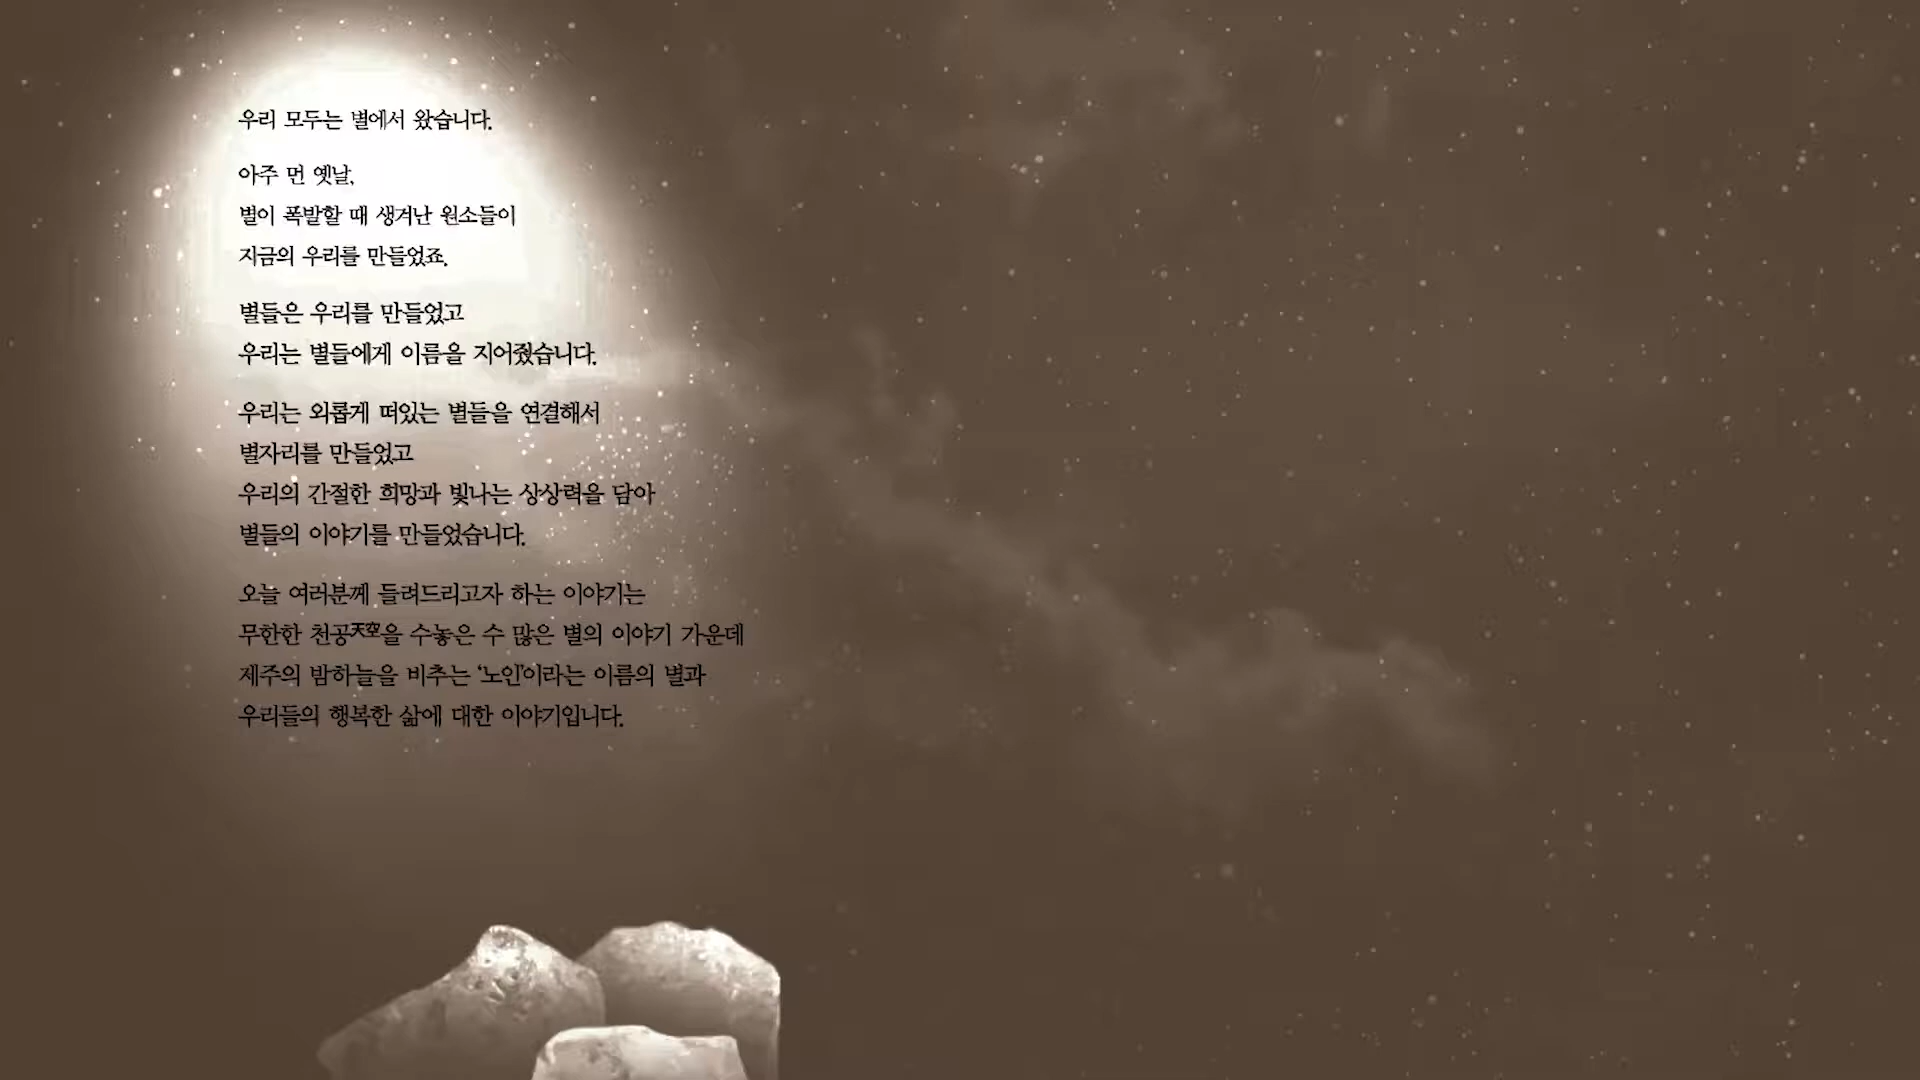 우리 모두는 별에서 왔습니다.
아주 먼 옛날,
별이 폭발할 때 생겨난 원소들이
지금의 우리를 만들었죠.
별들은 우리를 만들었고
우리는 별들에게 이름을 지어줬습니다.
우리는 외롭게 떠있는 별들을 연결해서
별자리를 만들었고
우리의 간절한 희망과 빛나는 상상력을 담아
별들의 이야기를 만들었습니다.
오늘 여러분께 들려드리고자 하는 이야기는
무한한 천공天空을 수놓은 수 많은 별의 이야기 가운데
제주의 밤하늘을 비추는 ‘노인’이라는 이름의 별과
우리들의 행복한 삶에 대한 이야기입니다.